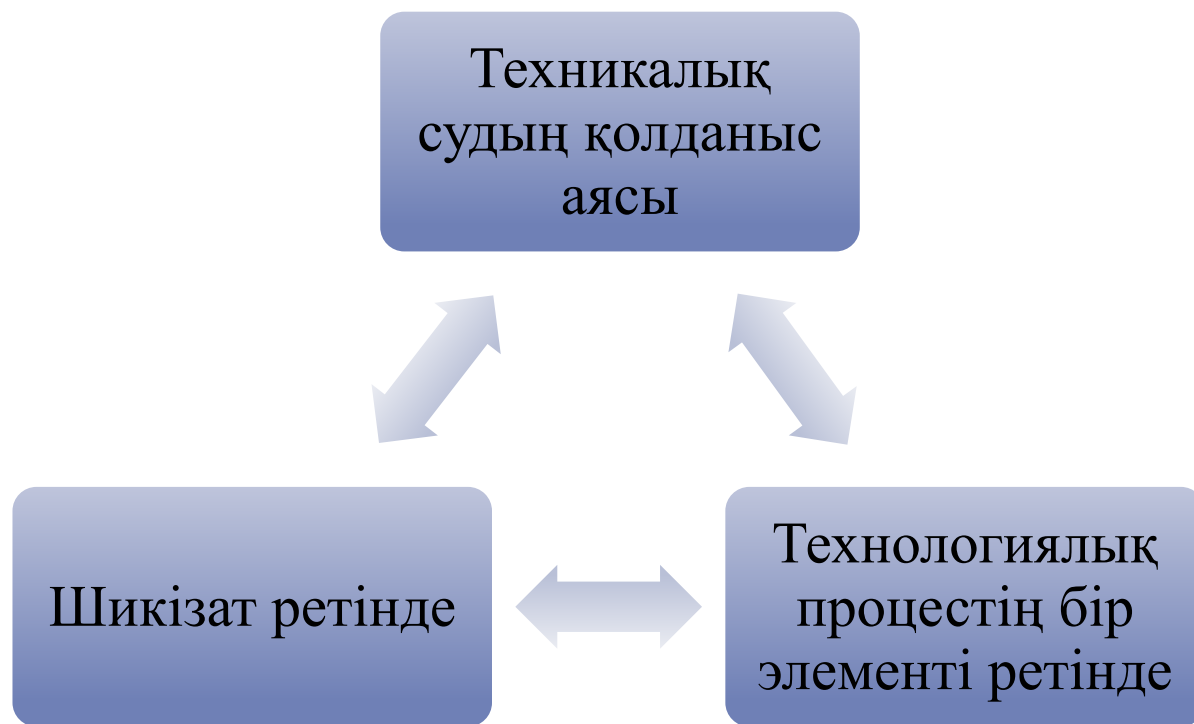 Техникалық
судың қолданыс
аясы
Шикізат ретінде
Технологиялық
процестің бір
элементі ретінде